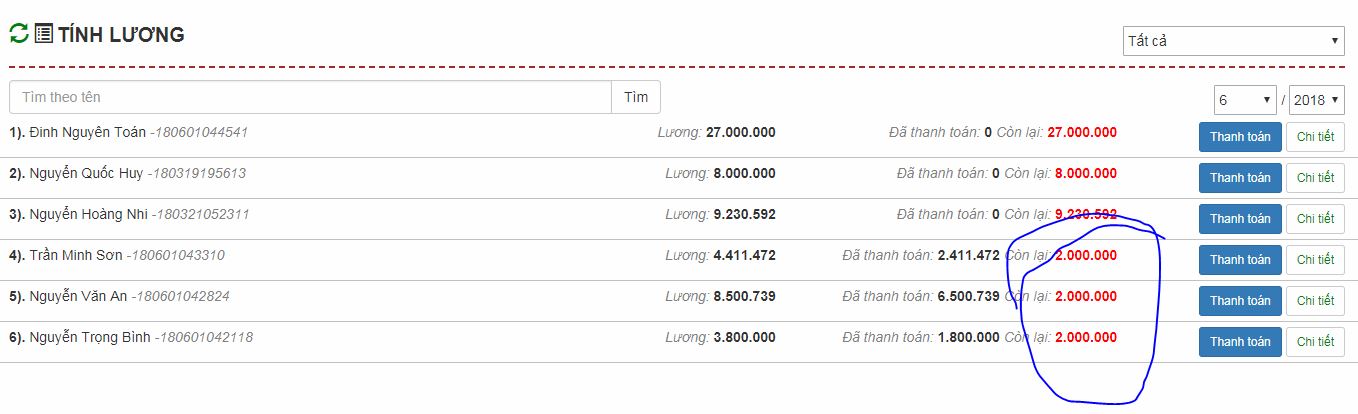 TÍNH LƯƠNG
Tất cả
Tìm theo tên Tìm 6 / 2018
1). Đinh Nguyên Toán -180601044541 Lương: 27.000.000 Đã thanh toán: 0 Còn lại: 27.000.000 Thanh toán Chi tiết
2). Nguyễn Quốc Huy -180319195613 Lương: 8.000.000 Đã thanh toán: 0 Còn lại: 8.000.000 Thanh toán Chi tiết
3). Nguyễn Hoàng Nhi -180321052311 Lương: 9.230.592 Đã thanh toán: 0 Còn lại: 9.230.592 Thanh toán Chi tiết
4). Trần Minh Sơn -180601043310 Lương: 4.411.472 Đã thanh toán: 2.411.472 Còn lại: 2.000.000 Thanh toán Chi tiết
5). Nguyễn Văn An -180601042824 Lương: 8.500.739 Đã thanh toán: 6.500.739 Còn lại: 2.000.000 Thanh toán Chi tiết
6). Nguyễn Trọng Bình -180601042118 Lương: 3.800.000 Đã thanh toán: 1.800.000 Còn lại: 2.000.000 Thanh toán Chi tiết